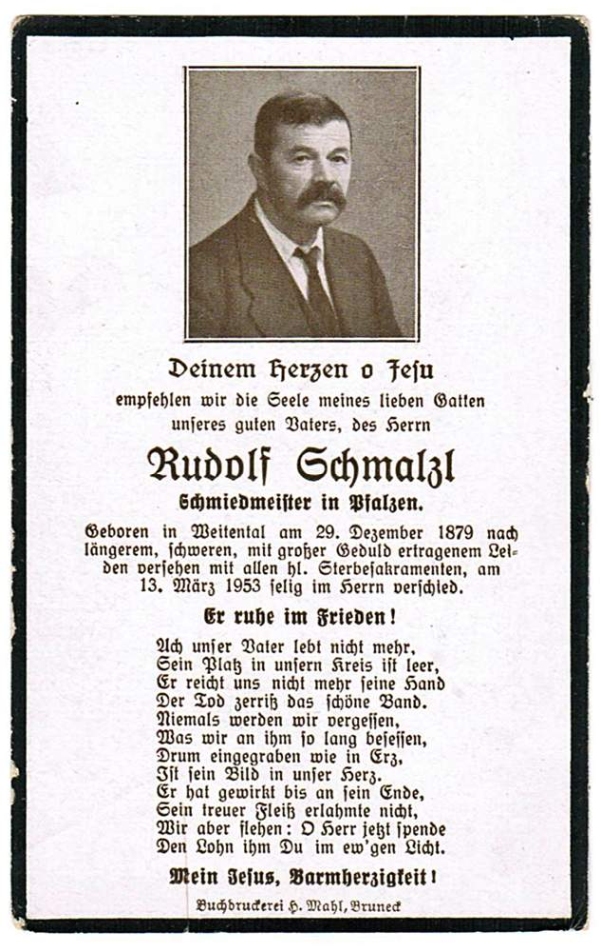 Deinem Herzen o Jesu
empfehlen wir die Seele meines lieben Gatten
unseres guten Vaters, des Herrn
Rudolf Schmalzl
Schmiedmeister in Pfalzen.
Geboren in Weitental am 29. Dezember 1879 nach
längerem, schweren, mit großer Geduld ertragenem Lei-
den versehen mit allen hl. Sterbesakramenten, am
13. März 1953 selig im Herrn verschied.
Er ruhe im Frieden!
Ach unser Vater lebt nicht mehr,
Sein Platz in unsern Kreis ist leer,
Er reicht uns nicht mehr seine Hand
Der Tod zerriß das schöne Band.
Niemals werden wir vergessen,
Was wir an ihm so lang besessen,
Drum eingegraben wie in Erz,
Ist sein Bild in unser Herz.
Er hat gewirkt bis an sein Ende,
Sein treuer Fleiß erlahmte nicht,
Wir aber flehen: O Herr jetzt spende
Den Lohn ihm Du im ew'gen Licht.
Mein Jesus, Barmherzigkeit!
Buchdruckerei H. Mahl, Bruneck